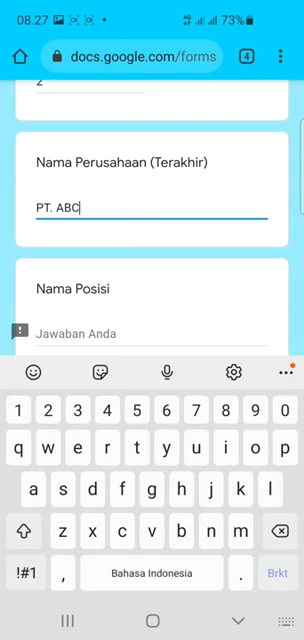 08.27
73%
docs.google.com/forms
4
2
Nama Perusahaan (Terakhir)
PT. ABC
Nama Posisi
Jawaban Anda
1 2 3 4 5 6 7 8 9 0
q w e r t y u i o p
a s d f g h j k l
z x c v b n m
!#1 , Bahasa Indonesia . Brkt